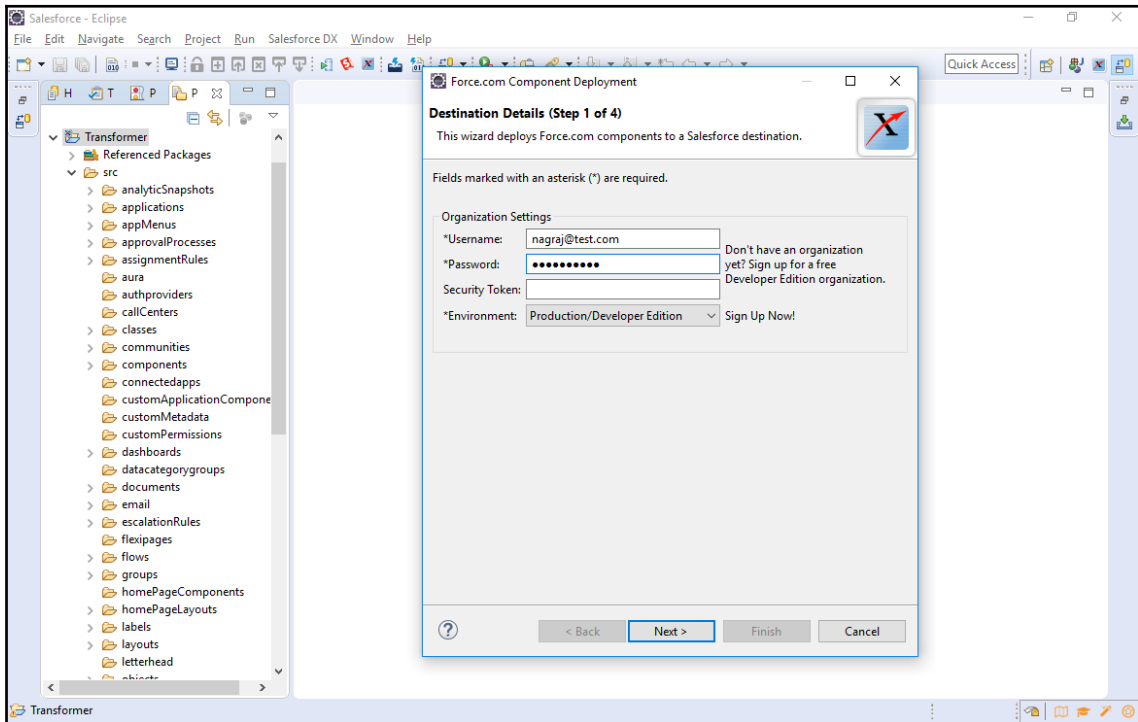 Salesforce - Eclipse
File Edit Navigate Search Project Run Salesforce DX Window Help
Quick Access
H T P P
Transformer
Referenced Packages
src
analyticSnapshots
applications
appMenus
approvalProcesses
assignmentRules
aura
authproviders
callCenters
classes
communities
components
connectedapps
customApplicationCompone
customMetadata
customPermissions
dashboards
datacategorygroups
documents
email
escalationRules
flexipages
flows
groups
homePageComponents
homePageLayouts
labels
layouts
letterhead
objects
Transformer
Force.com Component Deployment
Destination Details (Step 1 of 4)
This wizard deploys Force.com components to a Salesforce destination.
Fields marked with an asterisk (*) are required.
Organization Settings
*Username: nagraj@test.com
*Password: ●●●●●●●●●●
Security Token:
*Environment: Production/Developer Edition
Don't have an organization
yet? Sign up for a free
Developer Edition organization.
Sign Up Now!
< Back Next > Finish Cancel